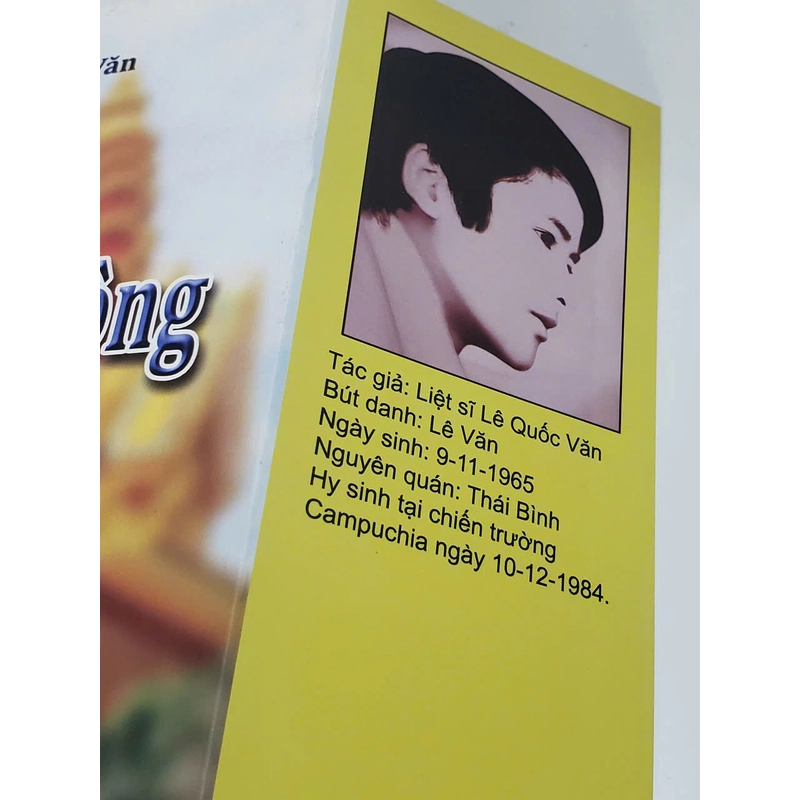 Văn
ông
Tác giả: Liệt sĩ Lê Quốc Văn
Bút danh: Lê Văn
Ngày sinh: 9-11-1965
Nguyên quán: Thái Bình
Hy sinh tại chiến trường
Campuchia ngày 10-12-1984.